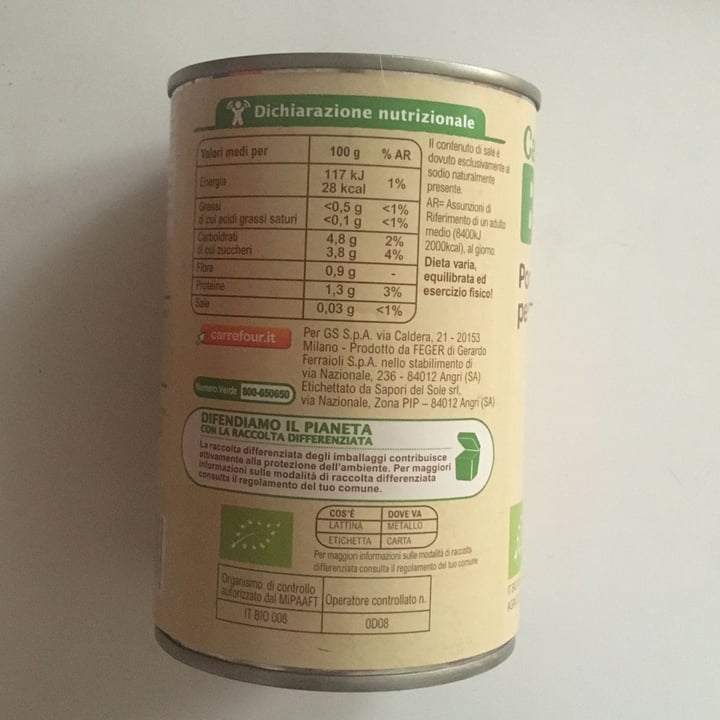 Dichiarazione nutrizionale
Valori medi per 100 g % AR
Energia 117 kJ 28 kcal 1%
Grassi <0,5 g <1%
di cui acidi grassi saturi <0,1 g <1%
Carboidrati 4,8 g 2%
di cui zuccheri 3,8 g 4%
Fibre 0,9 g -
Proteine 1,3 g 3%
Sale 0,03 g <1%
Il contenuto di sale è
dovuto esclusivamente al
sodio naturalmente
presente.
AR= Assunzioni di
Riferimento di un adulto
medio (8400kJ
2000kcal), al giorno.
Dieta varia,
equilibrata ed
esercizio fisico!
carrefour.it
Numero Verde 800-650650
Per GS S.p.A. via Caldera, 21 - 20153
Milano - Prodotto da FEGER di Gerardo
Ferraioli S.p.A. nello stabilimento di
via Nazionale, 236 - 84012 Angri (SA)
Etichettato da Sapori del Sole srl,
via Nazionale, Zona PIP – 84012 Angri (SA)
DIFENDIAMO IL PIANETA
CON LA RACCOLTA DIFFERENZIATA
La raccolta differenziata degli imballaggi contribuisce
attivamente alla protezione dell'ambiente. Per maggiori
informazioni sulle modalità di raccolta differenziata
consulta il regolamento del tuo comune.
COS'È DOVE VA
LATTINA METALLO
ETICHETTA CARTA
Per maggiori informazioni sulle modalità di raccolta
differenziata consulta il regolamento del tuo comune
Organismo di controllo
autorizzato dal MiPAAFT
Operatore controllato n.
IT BIO 008 0D08